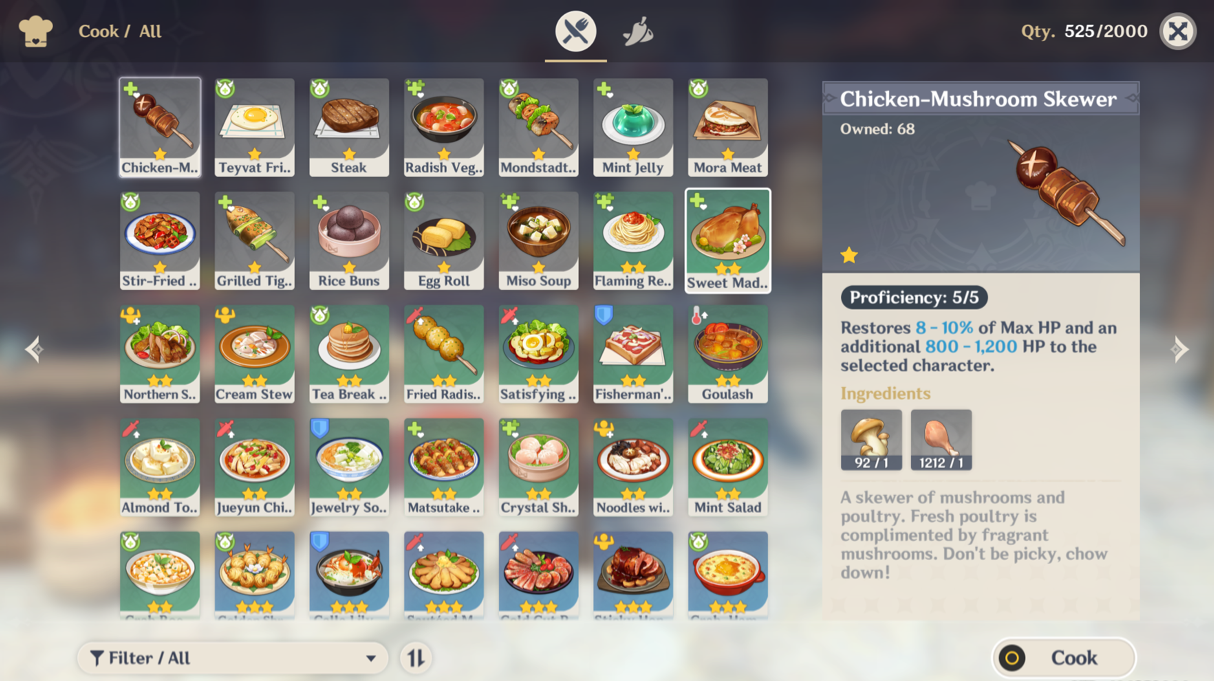 Cook / All
Qty. 525/2000
Chicken-M..
Teyvat Fri..
Steak
Radish Veg..
Mondstadt..
Mint Jelly
Mora Meat
Stir-Fried ..
Grilled Tig..
Rice Buns
Egg Roll
Miso Soup
Flaming Re..
Sweet Mad..
Northern S..
Cream Stew
Tea Break ..
Fried Radis..
Satisfying ..
Fisherman'..
Goulash
Almond To..
Jueyun Chi..
Jewelry So..
Matsutake ..
Crystal Sh..
Noodles wi..
Mint Salad
Chicken-Mushroom Skewer
Owned: 68
Proficiency: 5/5
Restores 8 - 10% of Max HP and an
additional 800 - 1,200 HP to the
selected character.
Ingredients
92 / 1
1212 / 1
A skewer of mushrooms and
poultry. Fresh poultry is
complimented by fragrant
mushrooms. Don't be picky, chow
down!
Filter / All
Cook